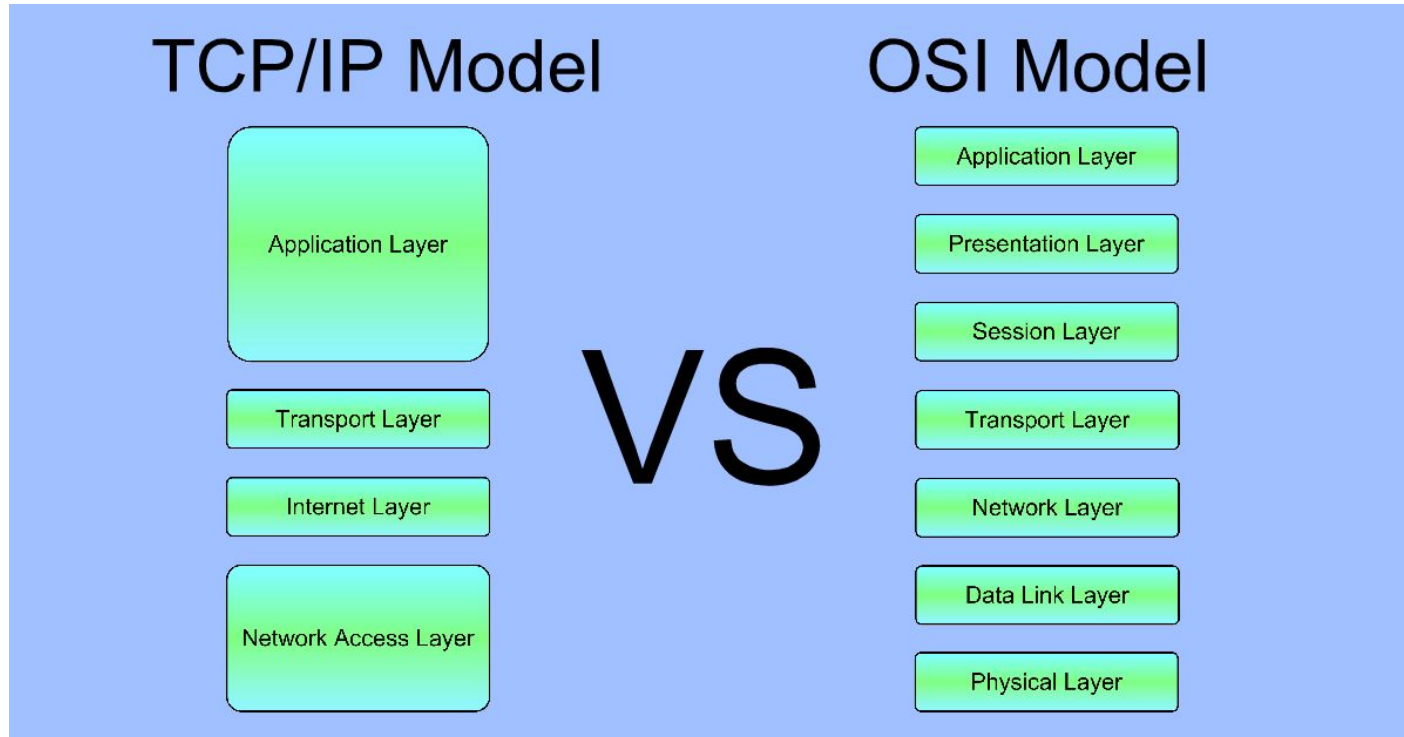 TCP/IP Model
Application Layer
Transport Layer
Internet Layer
Network Access Layer
VS
OSI Model
Application Layer
Presentation Layer
Session Layer
Transport Layer
Network Layer
Data Link Layer
Physical Layer